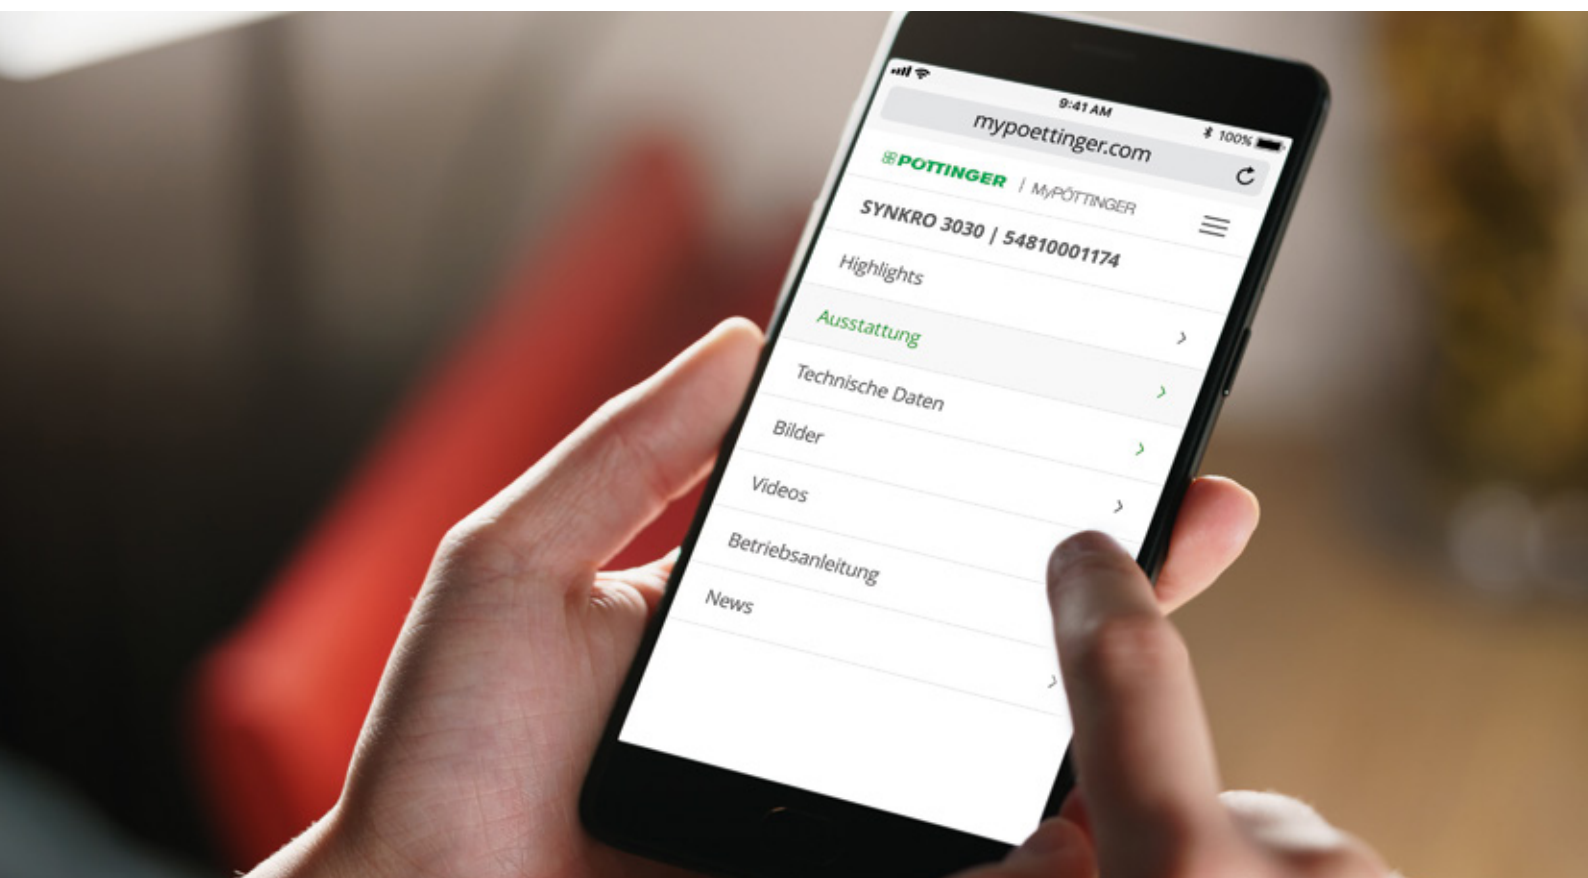 9:41 AM
100%
mypoettinger.com
PÖTTINGER | MyPÖTTINGER
SYNKRO 3030 | 54810001174
Highlights
Ausstattung
Technische Daten
Bilder
Videos
Betriebsanleitung
News